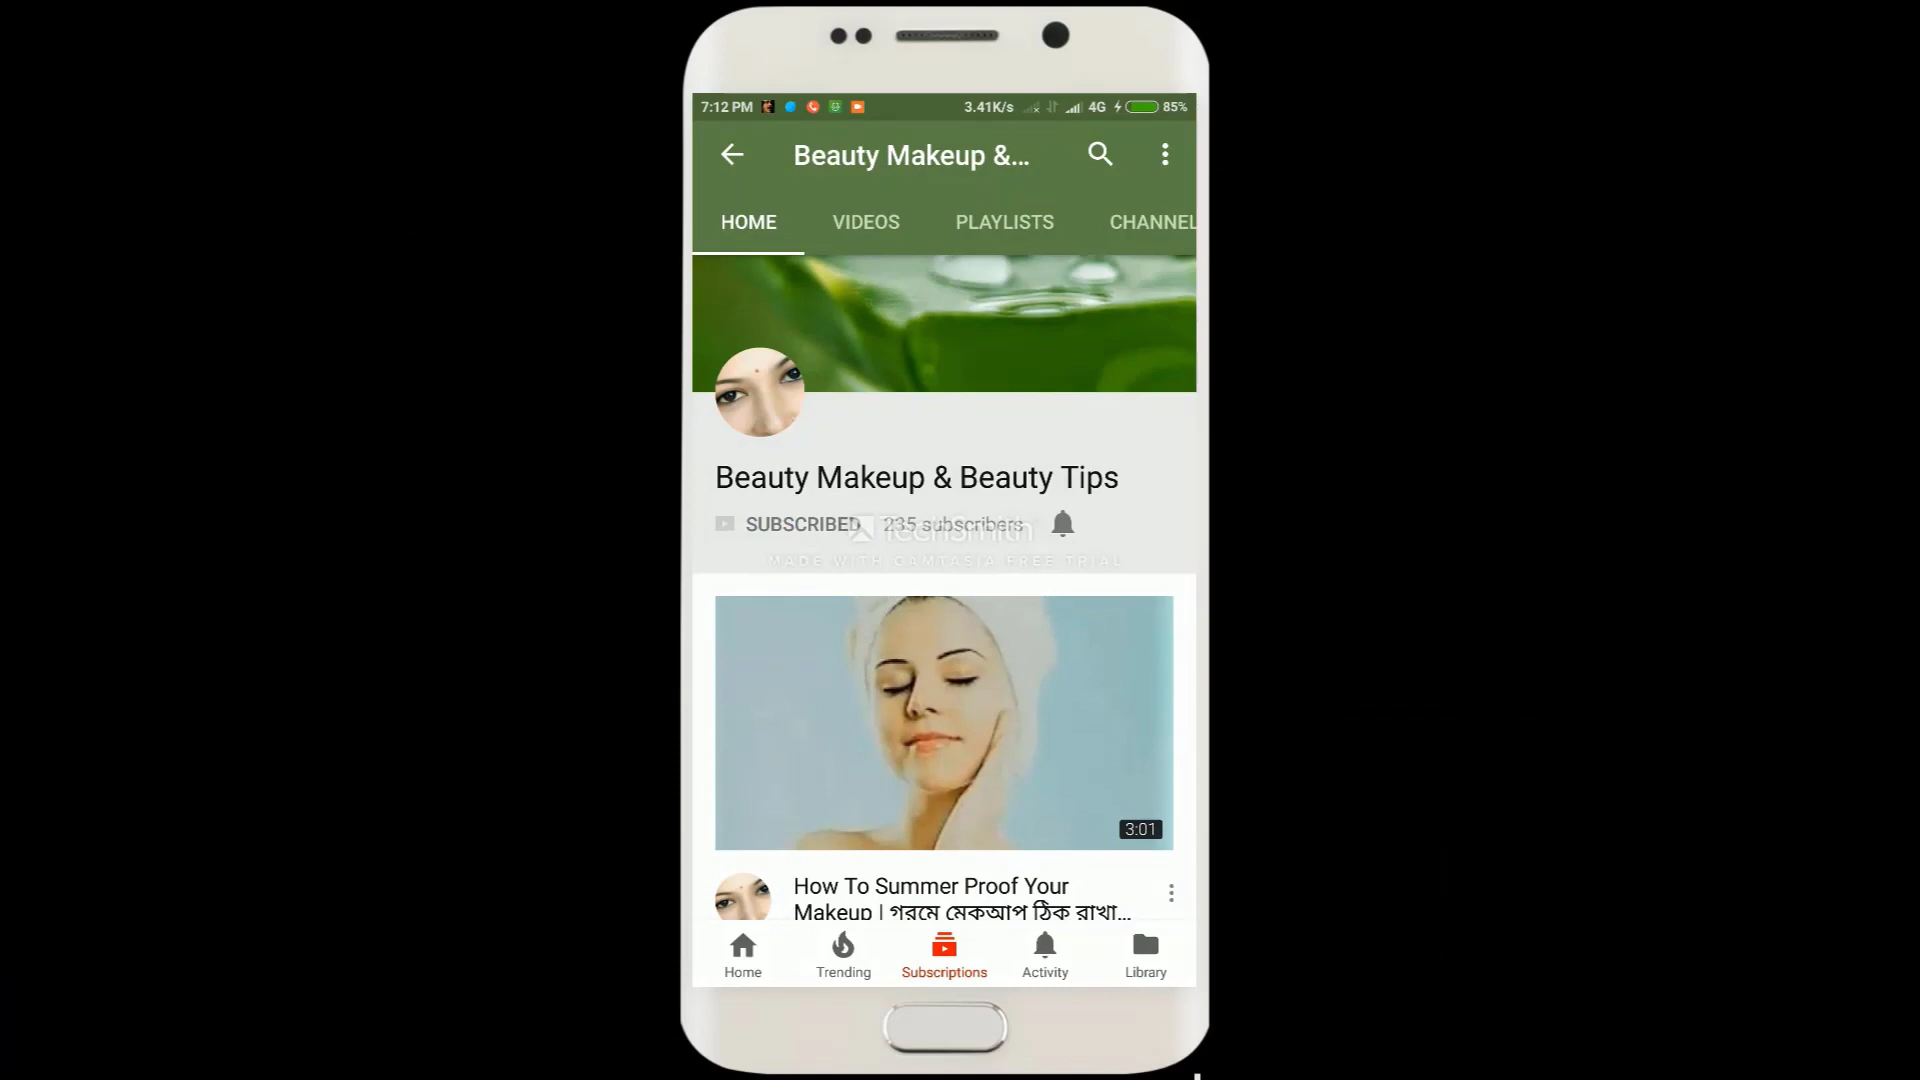 7:12 PM 3.41K/s 4G 85%
Beauty Makeup &...
HOME VIDEOS PLAYLISTS CHANNEL
Beauty Makeup & Beauty Tips
SUBSCRIBED 235 subscribers
TechSmith
MADE WITH CAMTASIA FREE TRIAL
3:01
How To Summer Proof Your
Makeup | গরমে মেকআপ ঠিক রাখা...
Home Trending Subscriptions Activity Library